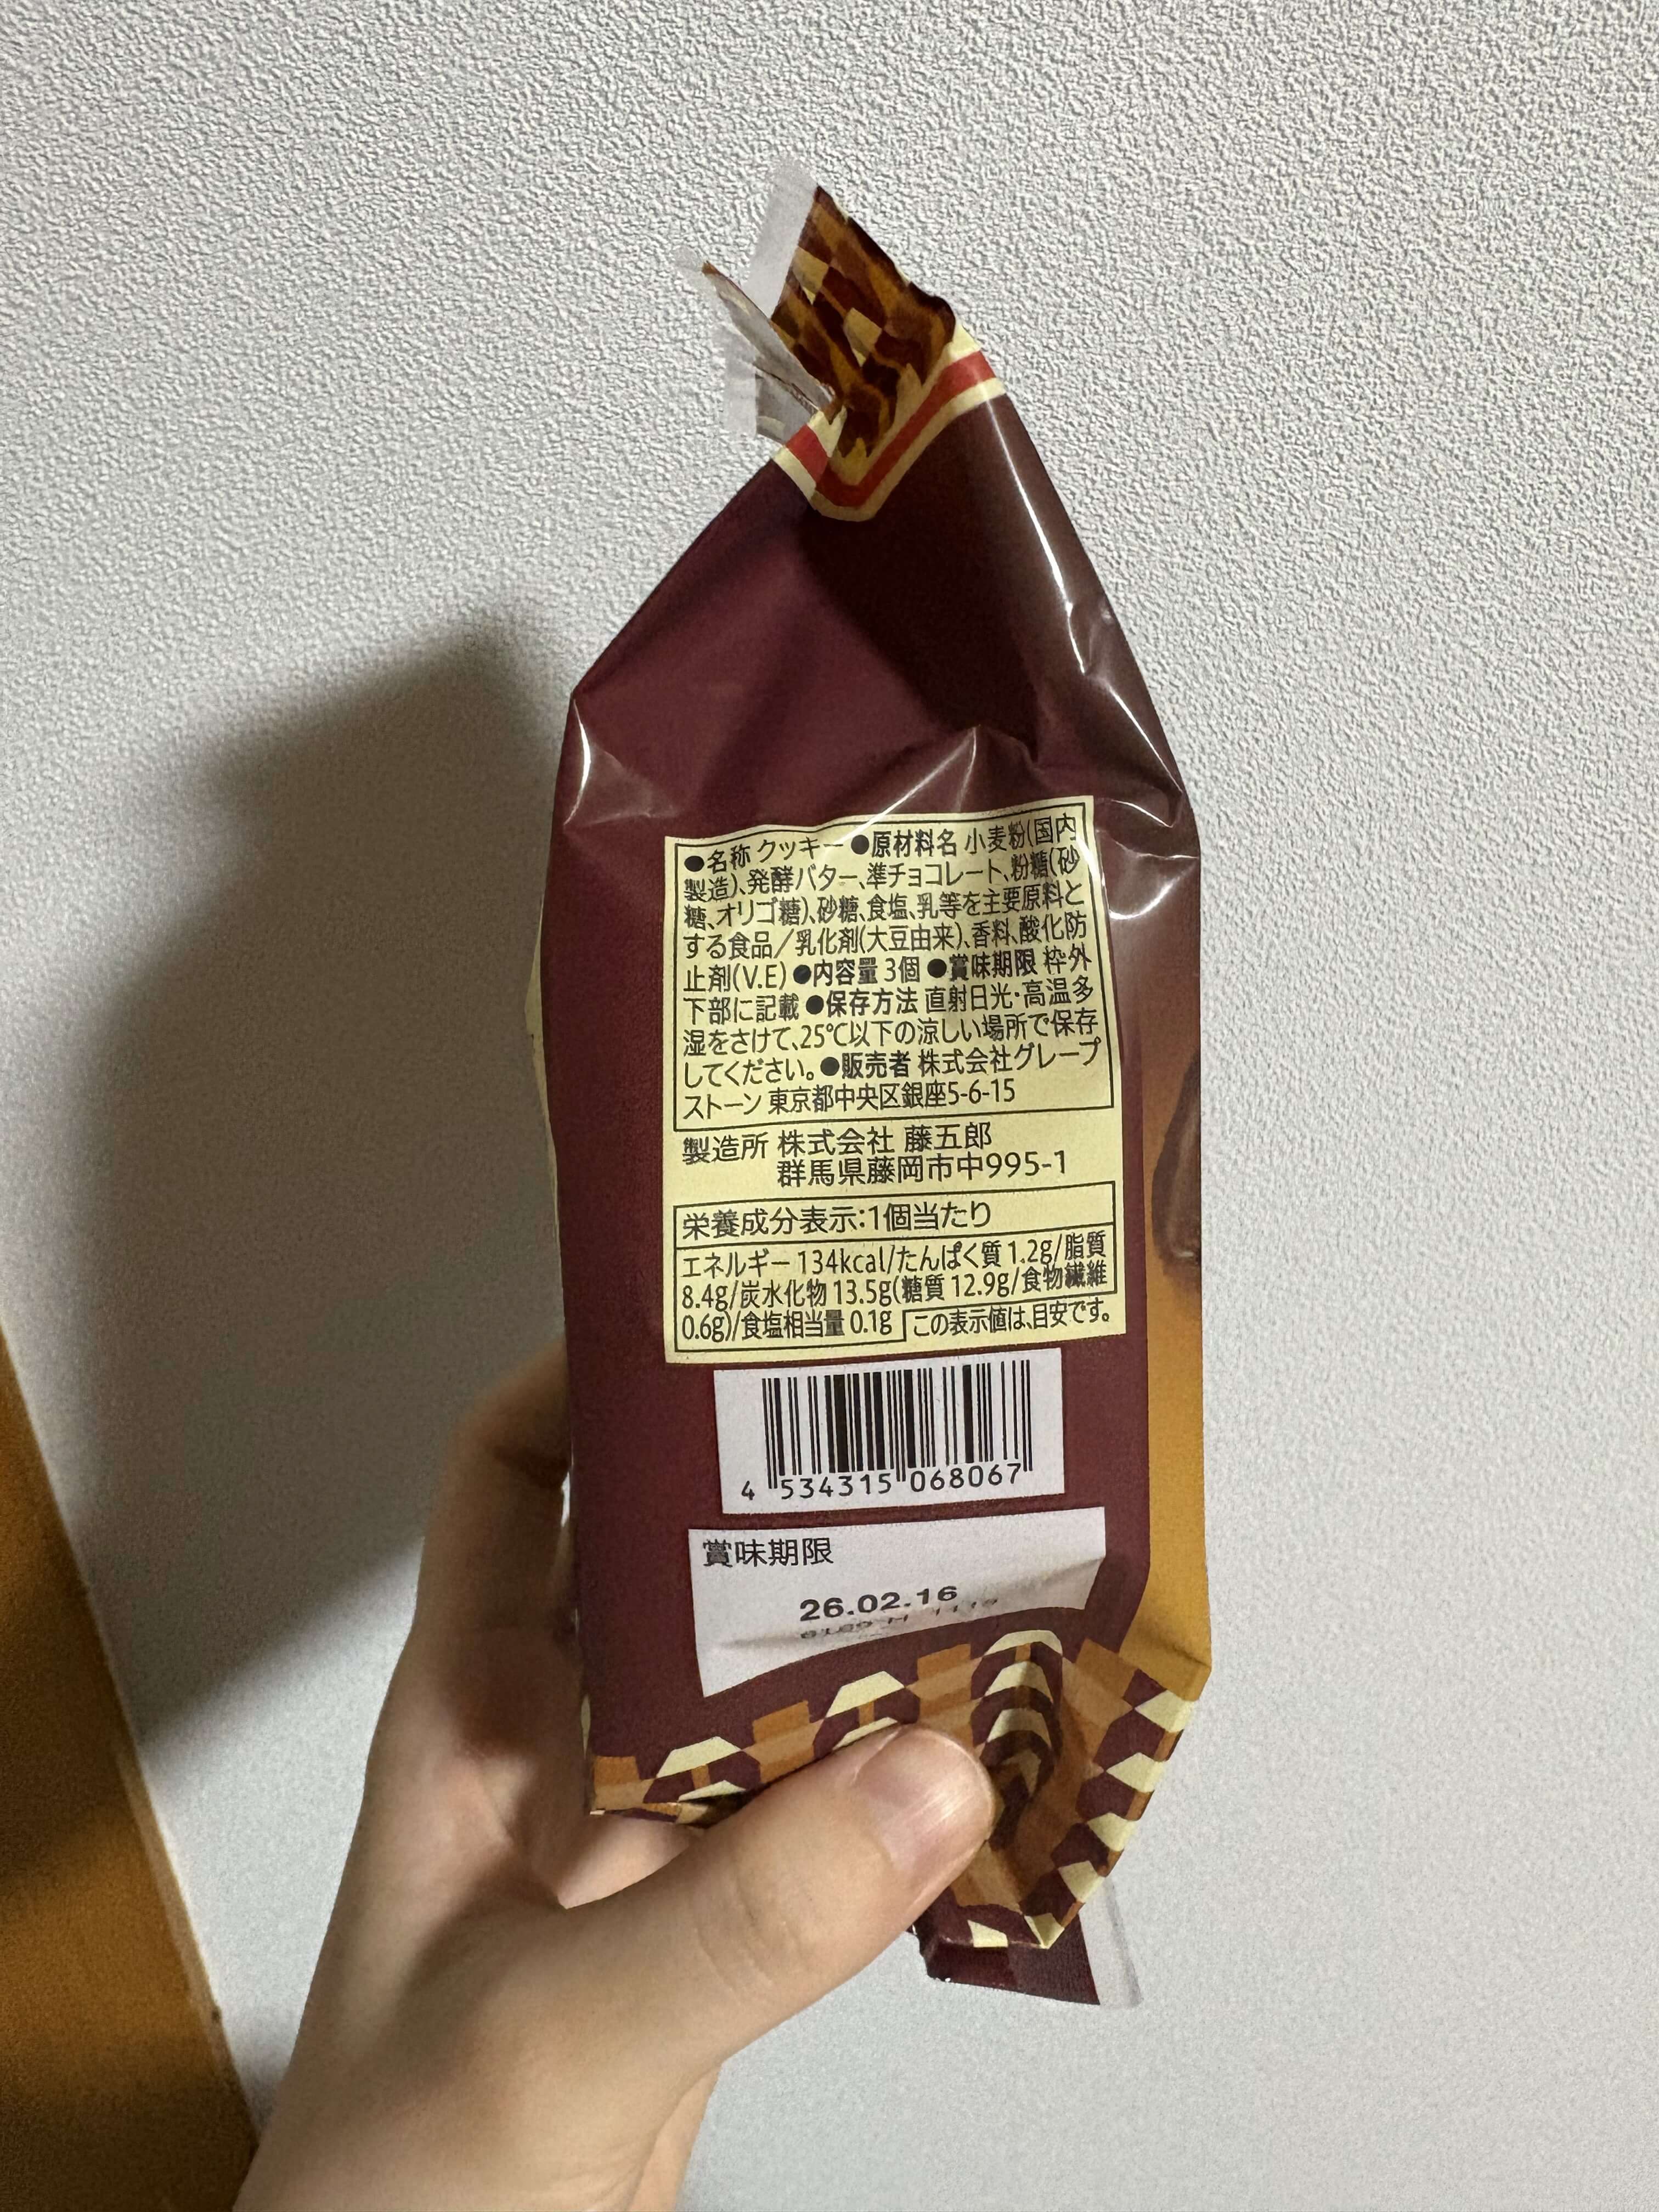 ●名称 クッキー ●原材料名 小麦粉(国内
製造)、発酵バター、準チョコレート、粉糖(砂
糖、オリゴ糖)、砂糖、食塩、乳等を主要原料と
する食品/乳化剤(大豆由来)、香料、酸化防
止剤(V.E) ●内容量 3個 ●賞味期限 枠外
下部に記載 ●保存方法 直射日光・高温多
湿をさけて、25℃以下の涼しい場所で保存
してください。●販売者 株式会社グレープ
ストーン 東京都中央区銀座5-6-15
製造所 株式会社 藤五郎
群馬県藤岡市中995-1
栄養成分表示:1個当たり
エネルギー 134kcal/たんぱく質 1.2g/脂質
8.4g/炭水化物 13.5g(糖質 12.9g/食物繊維
0.6g)/食塩相当量 0.1g この表示値は、目安です。
4 534315 068067
賞味期限
26.02.16